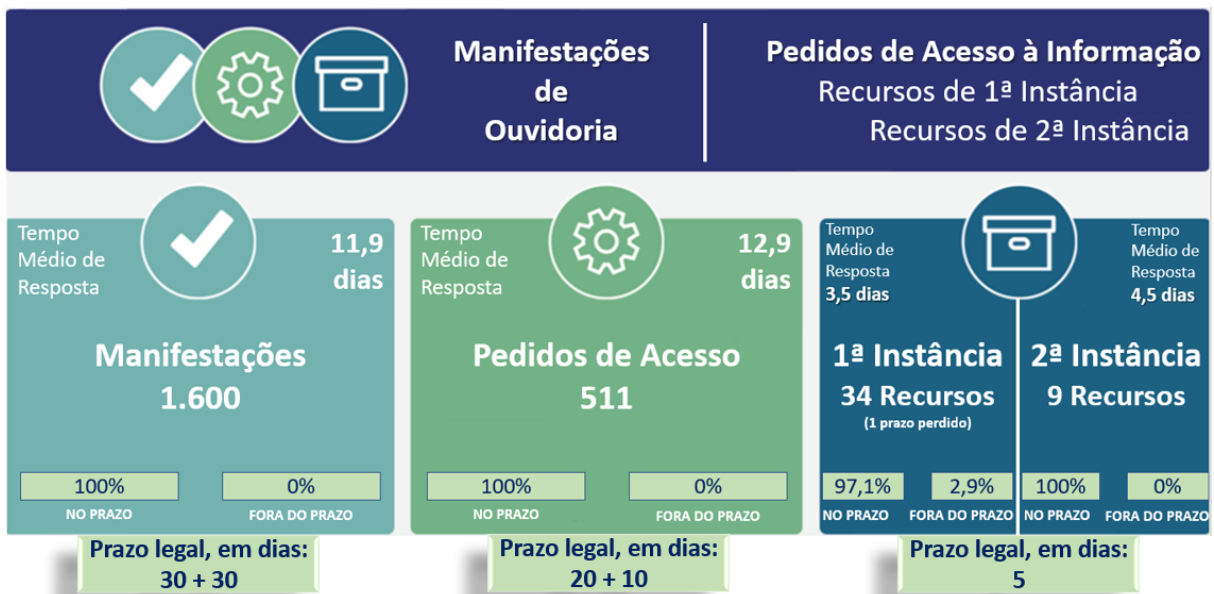 Manifestações
de
Ouvidoria
Pedidos de Acesso à Informação
Recursos de 1ª Instância
Recursos de 2ª Instância
Tempo
Médio de
Resposta
11,9
dias
Manifestações
1.600
100%
0%
NO PRAZO
FORA DO PRAZO
Prazo legal, em dias:
30 + 30
Tempo
Médio de
Resposta
12,9
dias
Pedidos de Acesso
511
100%
0%
NO PRAZO
FORA DO PRAZO
Prazo legal, em dias:
20 + 10
Tempo
Médio de
Resposta
3,5 dias
1ª Instância
34 Recursos
(1 prazo perdido)
97,1%
2,9%
NO PRAZO
FORA DO PRAZO
Tempo
Médio de
Resposta
4,5 dias
2ª Instância
9 Recursos
100%
0%
NO PRAZO
FORA DO PRAZO
Prazo legal, em dias:
5